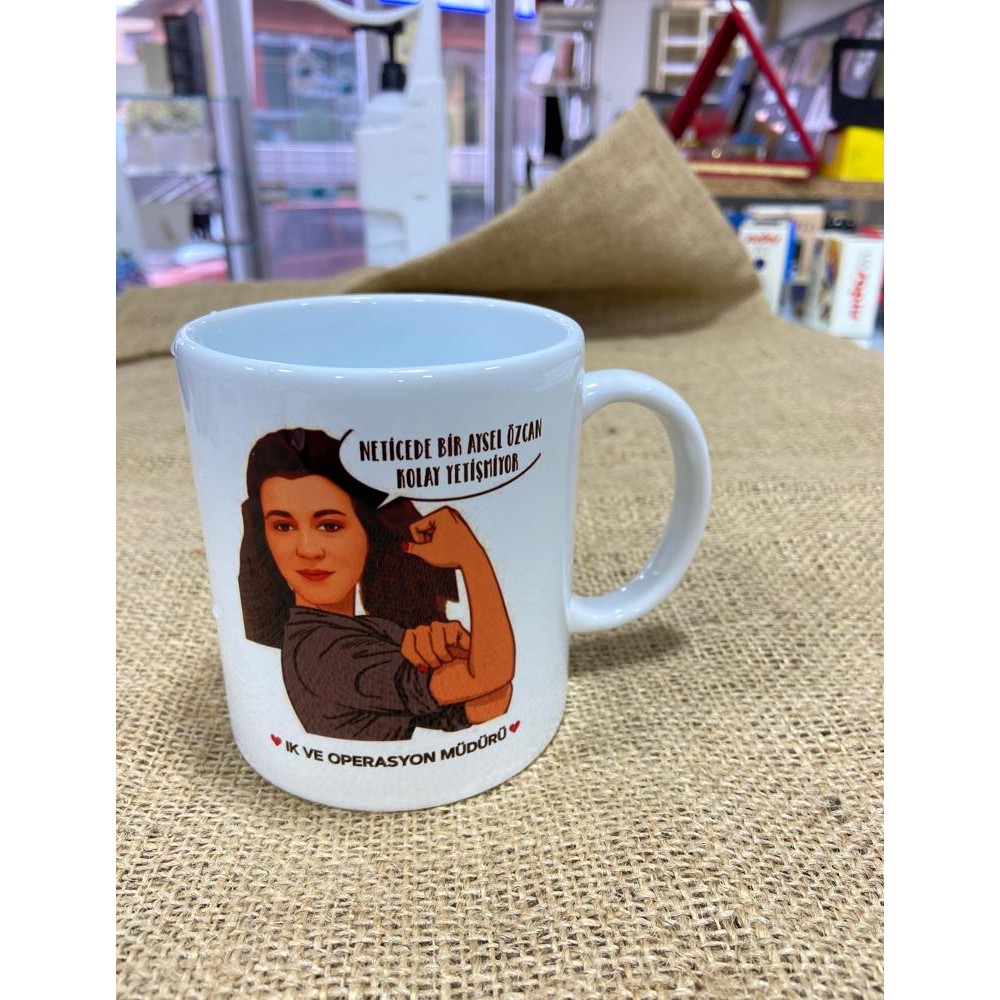 NETİCEDE BİR AYSEL ÖZCAN
KOLAY YETİŞMİYOR
IK VE OPERASYON MÜDÜRÜ